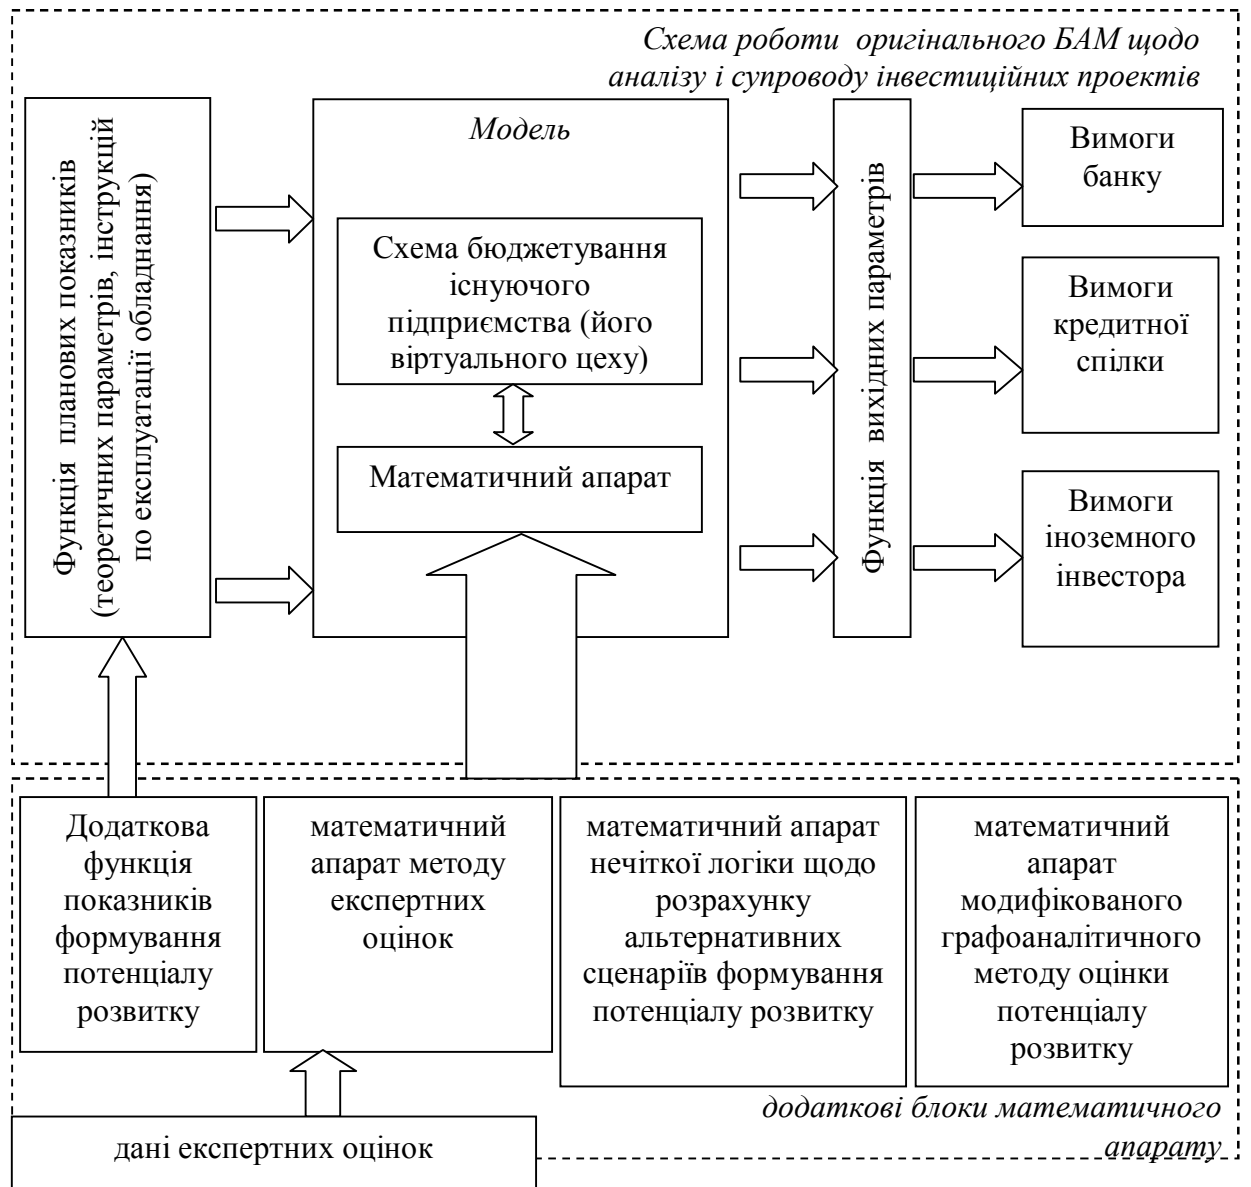 Схема роботи оригінального БАМ щодо
аналізу і супроводу інвестиційних проектів
Функція планових показників
(теоретичних параметрів, інструкцій
по експлуатації обладнання)
Модель
Схема бюджетування
існуючого
підприємства (його
віртуального цеху)
Математичний апарат
Функція вихідних параметрів
Вимоги
банку
Вимоги
кредитної
спілки
Вимоги
іноземного
інвестора
Додаткова
функція
показників
формування
потенціалу
розвитку
математичний
апарат методу
експертних
оцінок
математичний апарат
нечіткої логіки щодо
розрахунку
альтернативних
сценаріїв формування
потенціалу розвитку
математичний
апарат
модифікованого
графоаналітичного
методу оцінки
потенціалу
розвитку
додаткові блоки математичного
апарату
дані експертних оцінок